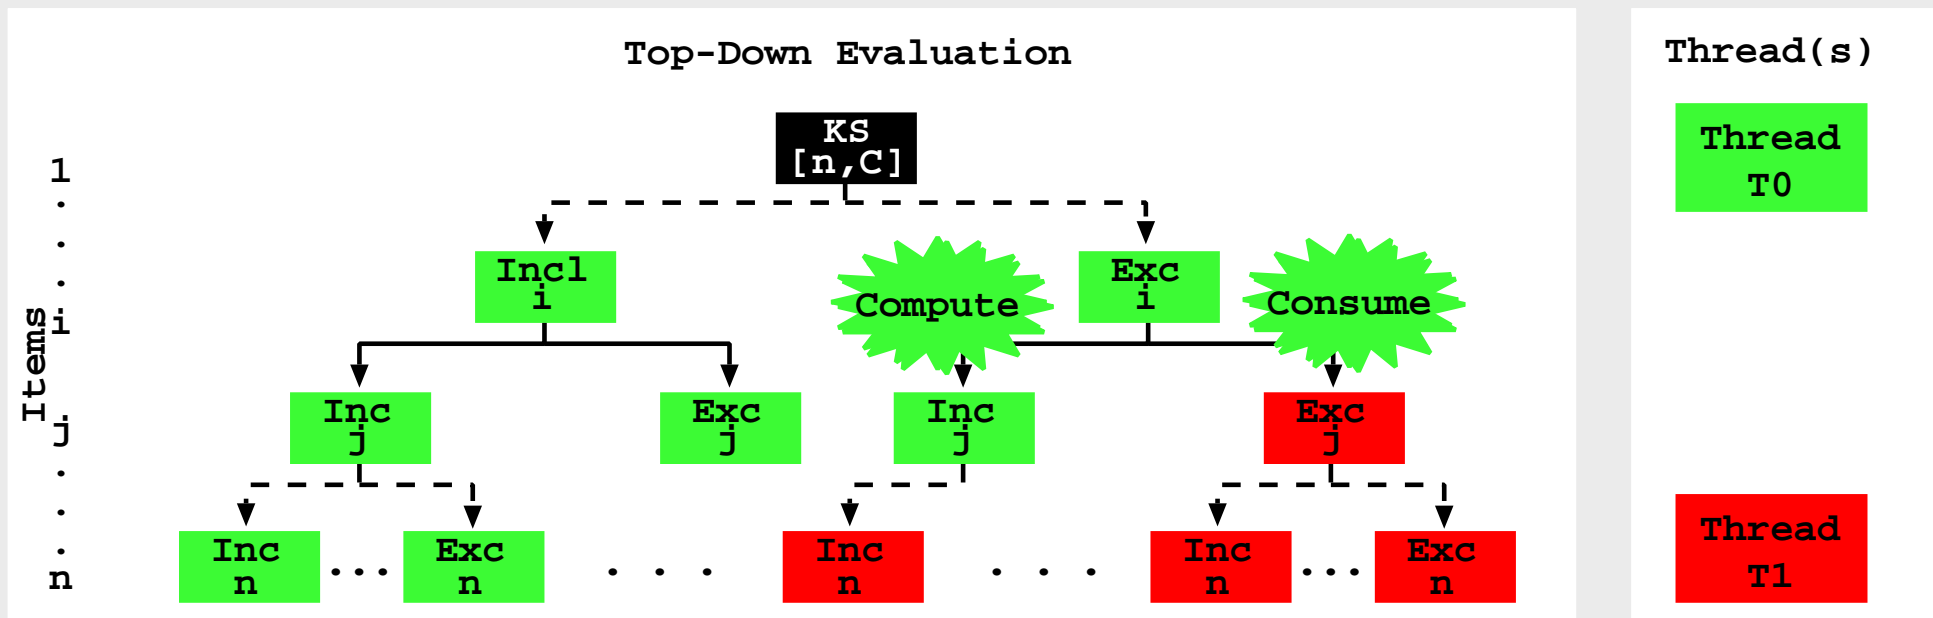 Top-Down Evaluation
Thread(s)
KS
[n,C]
Thread
T0
Items
1
.
.
.
i
j
.
.
.
n
Incl
i
Compute
Exc
i
Consume
Inc
j
Exc
j
Inc
j
Exc
j
Inc
n
...
Exc
n
. . .
Inc
n
. . .
Inc
n
...
Exc
n
Thread
T1